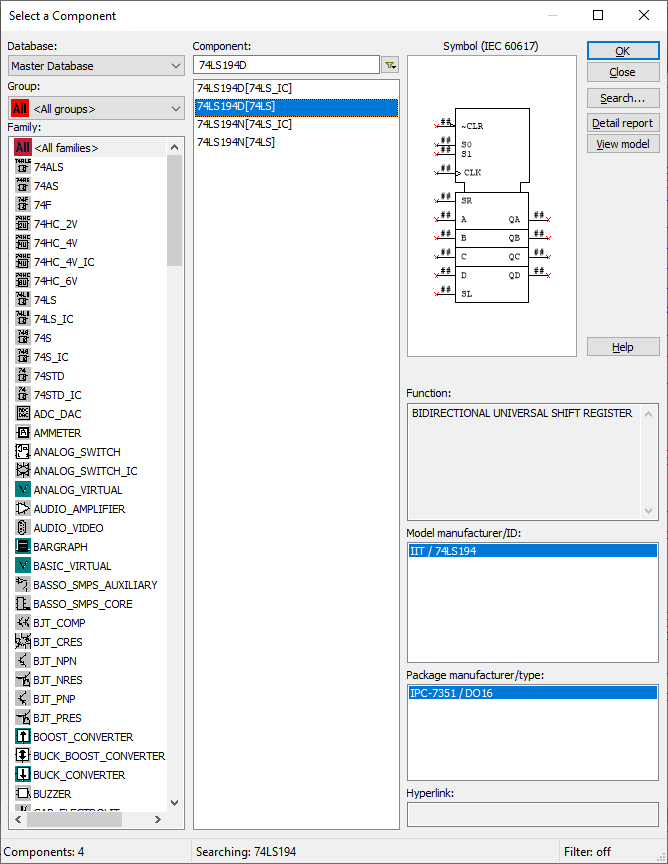 Select a Component
Database:
Master Database
Group:
All <All groups>
Family:
All <All families>
74ALS
74AS
74F
74HC_2V
74HC_4V
74HC_4V_IC
74HC_6V
74LS
74LS_IC
74S
74S_IC
74STD
74STD_IC
ADC_DAC
AMMETER
ANALOG_SWITCH
ANALOG_SWITCH_IC
ANALOG_VIRTUAL
AUDIO_AMPLIFIER
AUDIO_VIDEO
BARGRAPH
BASIC_VIRTUAL
BASSO_SMPS_AUXILIARY
BASSO_SMPS_CORE
BJT_COMP
BJT_CRES
BJT_NPN
BJT_NRES
BJT_PNP
BJT_PRES
BOOST_CONVERTER
BUCK_BOOST_CONVERTER
BUCK_CONVERTER
BUZZER
Component:
74LS194D
74LS194D[74LS_IC]
74LS194D[74LS]
74LS194N[74LS_IC]
74LS194N[74LS]
Symbol (IEC 60617)
## ~CLR
## S0
## S1
## CLK
## SR
## A QA ##
## B QB ##
## C QC ##
## D QD ##
## SL
OK
Close
Search...
Detail report
View model
Help
Function:
BIDIRECTIONAL UNIVERSAL SHIFT REGISTER
Model manufacturer/ID:
IIT / 74LS194
Package manufacturer/type:
IPC-7351 / DO16
Hyperlink:
Components: 4
Searching: 74LS194
Filter: off